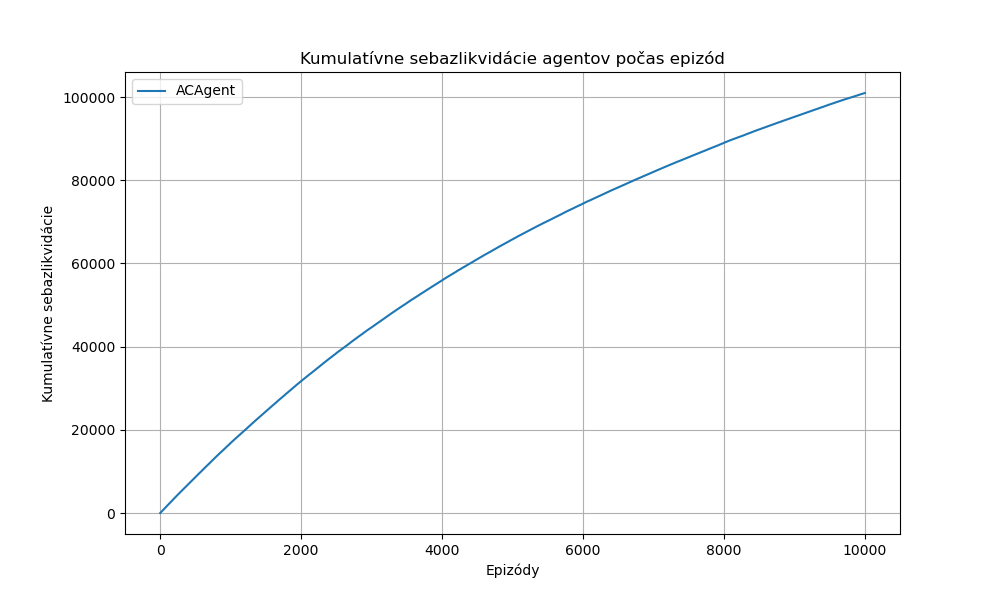 Kumulatívne sebazlikvidácie agentov počas epizód
ACAgent
Kumulatívne sebazlikvidácie
100000
80000
60000
40000
20000
0
0 2000 4000 6000 8000 10000
Epizódy